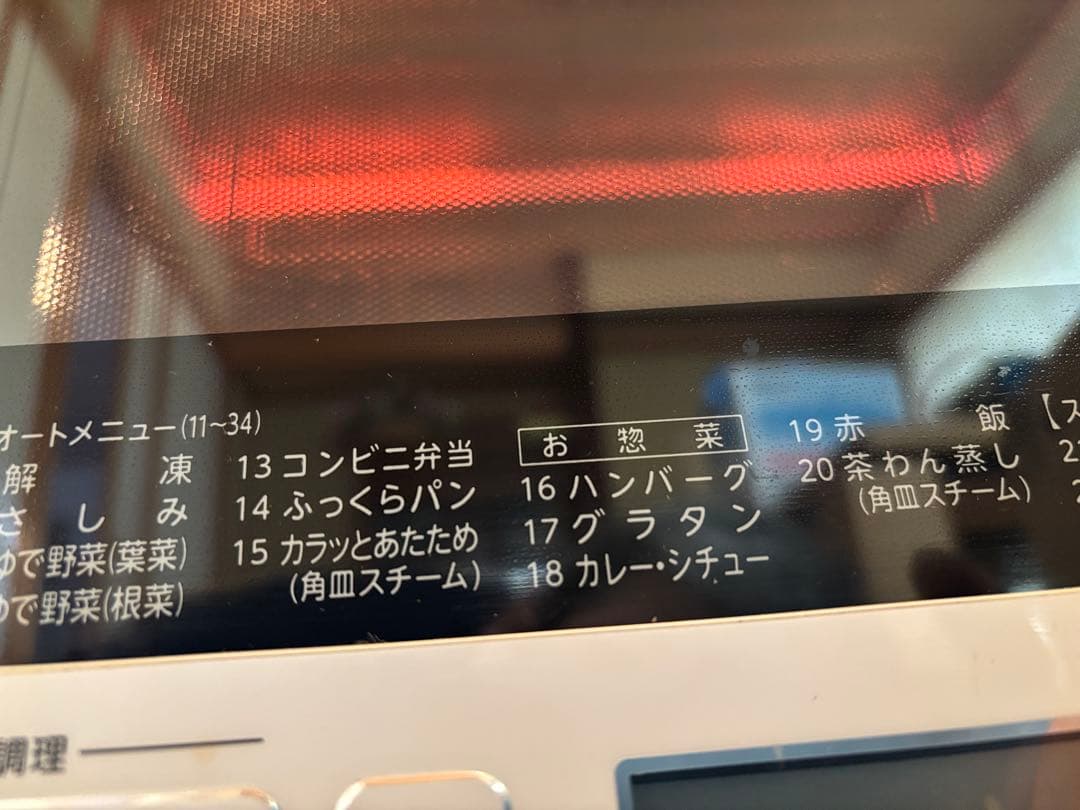 オートメニュー(11~34)
解凍
さしみ
ゆで野菜(葉菜)
ゆで野菜(根菜)
13 コンビニ弁当
14 ふっくらパン
15 カラッとあたため
(角皿スチーム)
お惣菜
16 ハンバーグ
17 グラタン
18 カレー・シチュー
19 赤飯
20 茶わん蒸し
(角皿スチーム)
【ス
調理